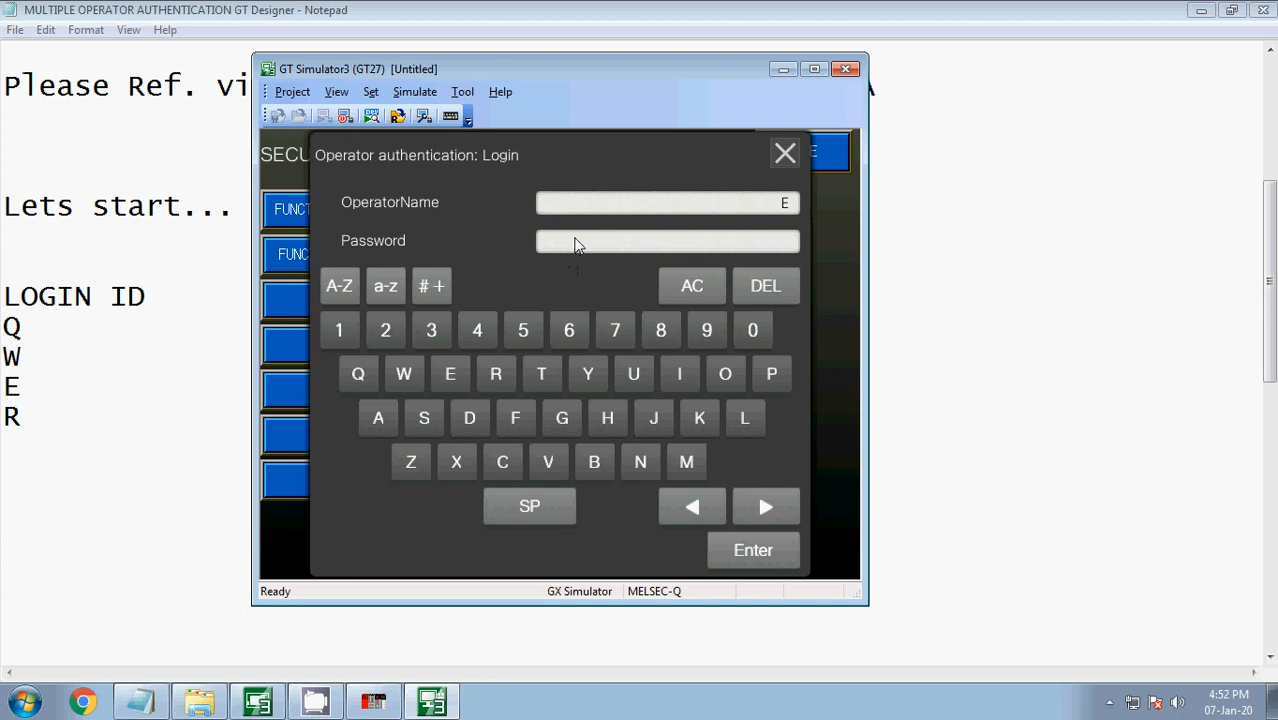 MULTIPLE OPERATOR AUTHENTICATION GT Designer - Notepad
File Edit Format View Help
Please Ref. vi
A
Lets start...
LOGIN ID
Q
W
E
R
GT Simulator3 (GT27) [Untitled]
Project View Set Simulate Tool Help
SECU
E
FUNCT
FUNC
Operator authentication: Login
OperatorName E
Password
A-Z a-z #+ AC DEL
1 2 3 4 5 6 7 8 9 0
Q W E R T Y U I O P
A S D F G H J K L
Z X C V B N M
SP
Enter
Ready GX Simulator MELSEC-Q
4:52 PM
07-Jan-20